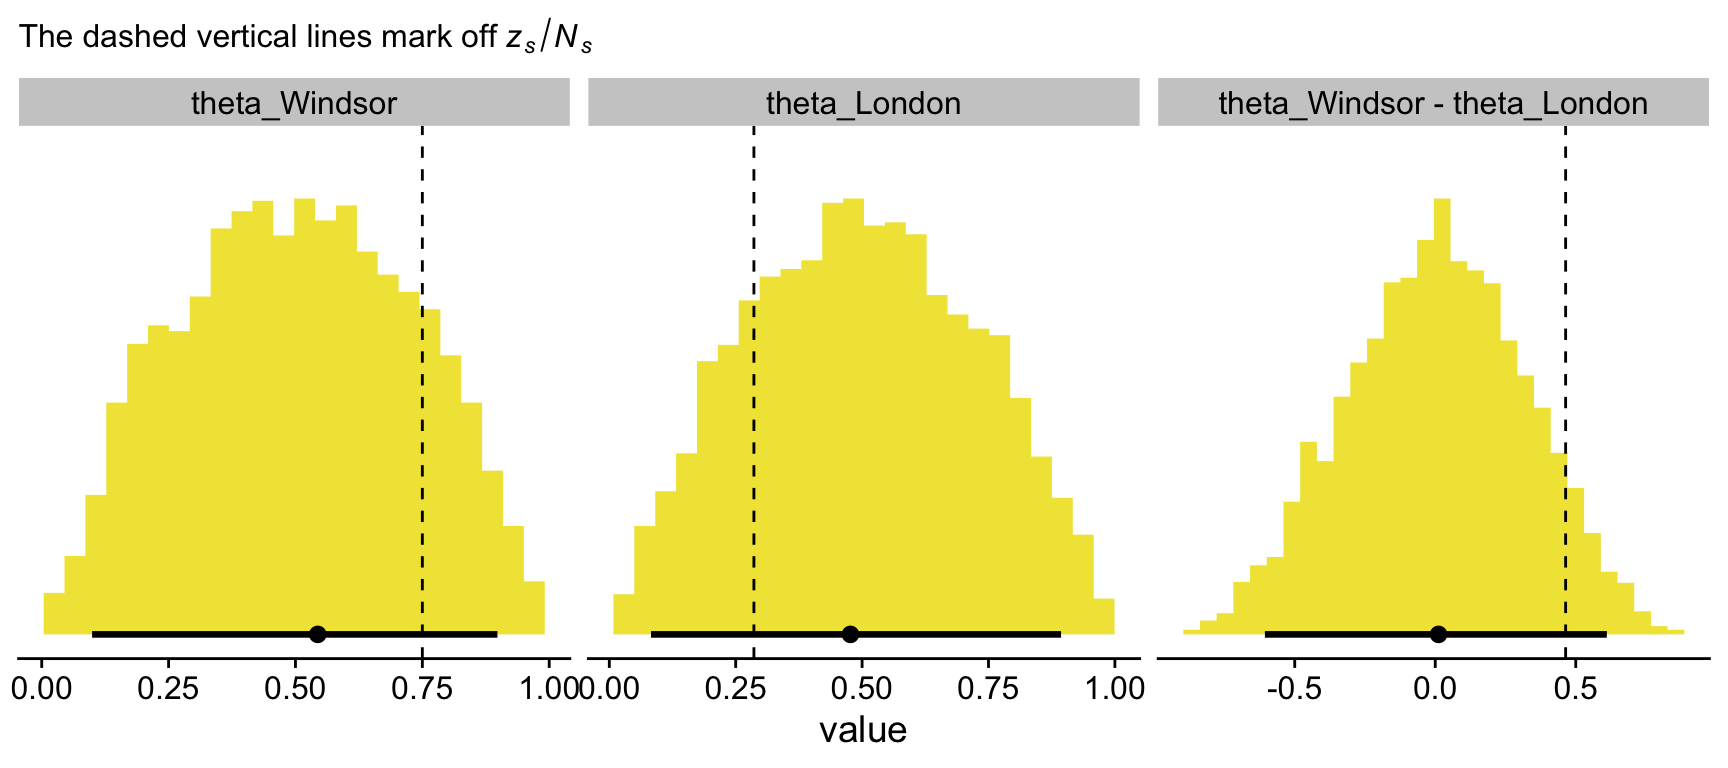 The dashed vertical lines mark off z_s/N_s
theta_Windsor theta_London theta_Windsor - theta_London
0.00 0.25 0.50 0.75 1.00 0.00 0.25 0.50 0.75 1.00 -0.5 0.0 0.5
value